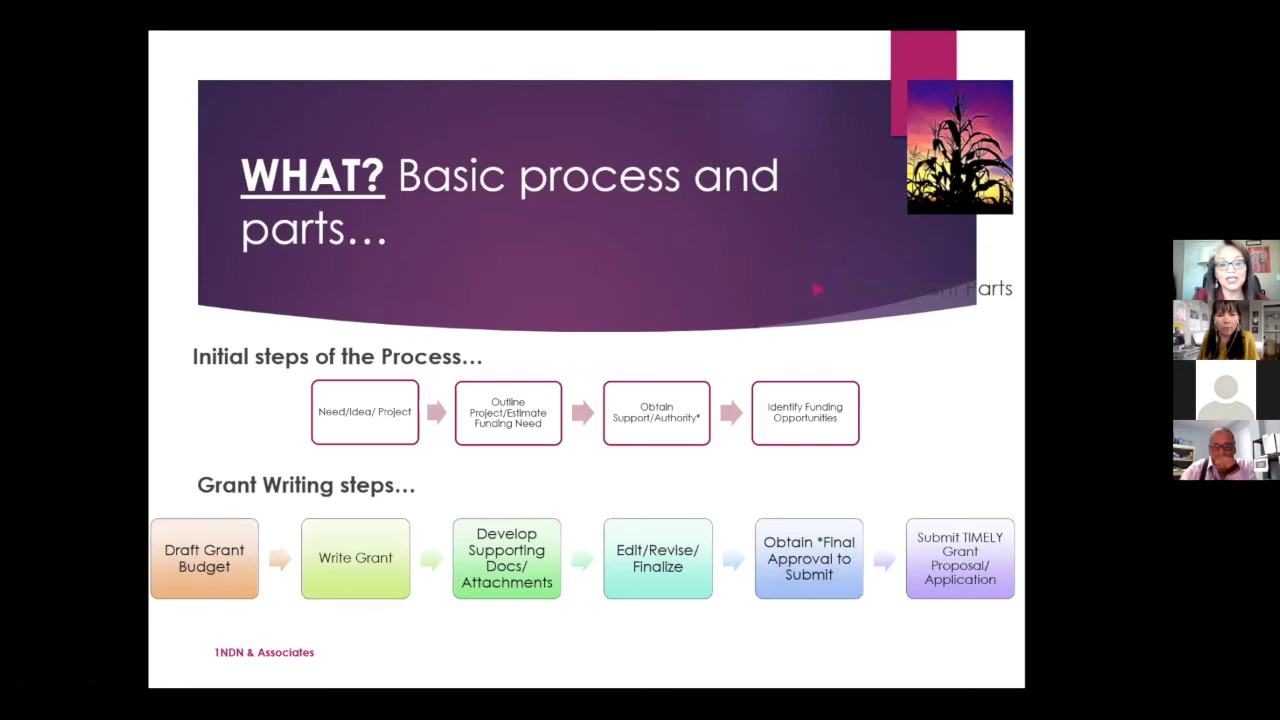 WHAT? Basic process and
parts…
Parts
Initial steps of the Process…
Need/Idea/ Project
Outline
Project/Estimate
Funding Need
Obtain
Support/Authority*
Identify Funding
Opportunities
Grant Writing steps…
Draft Grant
Budget
Write Grant
Develop
Supporting
Docs/
Attachments
Edit/Revise/
Finalize
Obtain *Final
Approval to
Submit
Submit TIMELY
Grant
Proposal/
Application
1NDN & Associates